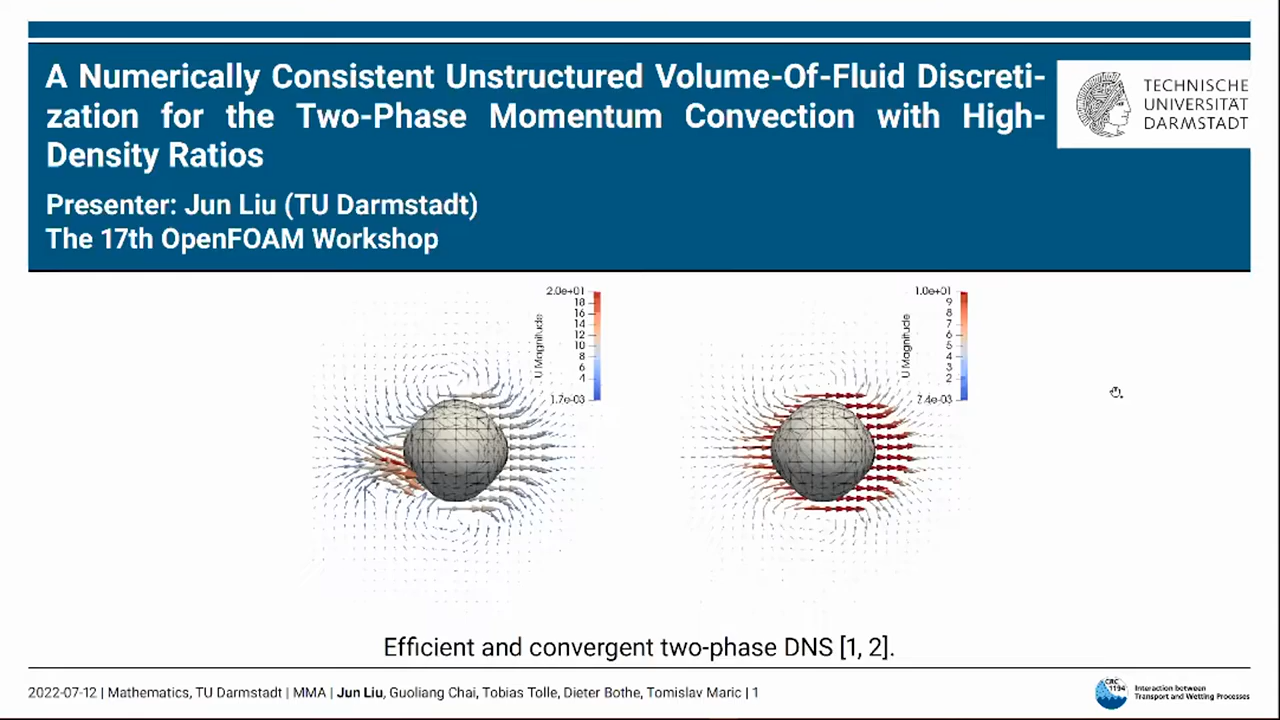 A Numerically Consistent Unstructured Volume-Of-Fluid Discreti-
zation for the Two-Phase Momentum Convection with High-
Density Ratios
Presenter: Jun Liu (TU Darmstadt)
The 17th OpenFOAM Workshop
TECHNISCHE
UNIVERSITÄT
DARMSTADT
2.0e+01
18
16
14
12
10
8
6
4
1.7e-03
U Magnitude
1.0e+01
9
8
7
6
5
4
3
2
7.4e-03
U Magnitude
Efficient and convergent two-phase DNS [1, 2].
2022-07-12 | Mathematics, TU Darmstadt | MMA | Jun Liu, Guoliang Chai, Tobias Tolle, Dieter Bothe, Tomislav Maric | 1
CRC
1194
Interaction between
Transport and Wetting Processes